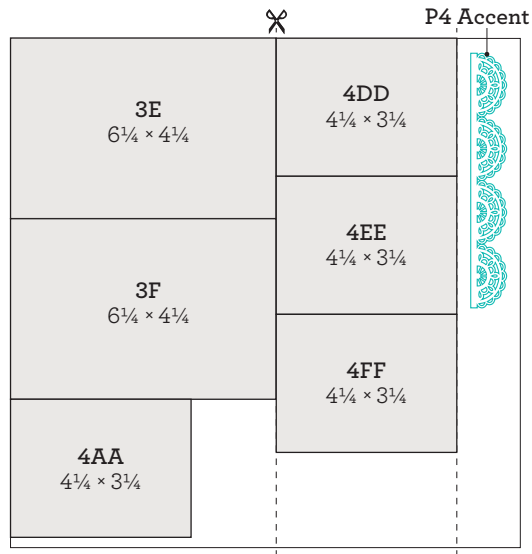 P4 Accent
3E
6¼ × 4¼
4DD
4¼ × 3¼
4EE
4¼ × 3¼
3F
6¼ × 4¼
4FF
4¼ × 3¼
4AA
4¼ × 3¼